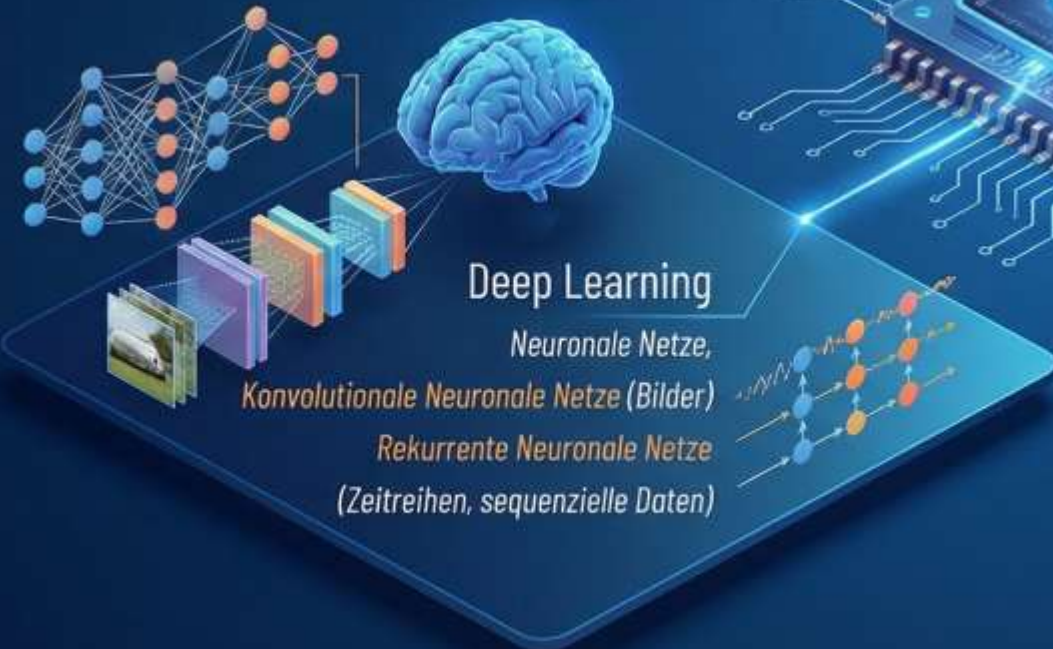 Deep Learning
Neuronale Netze,
Konvolutionale Neuronale Netze (Bilder)
Rekurrente Neuronale Netze
(Zeitreihen, sequenzielle Daten)